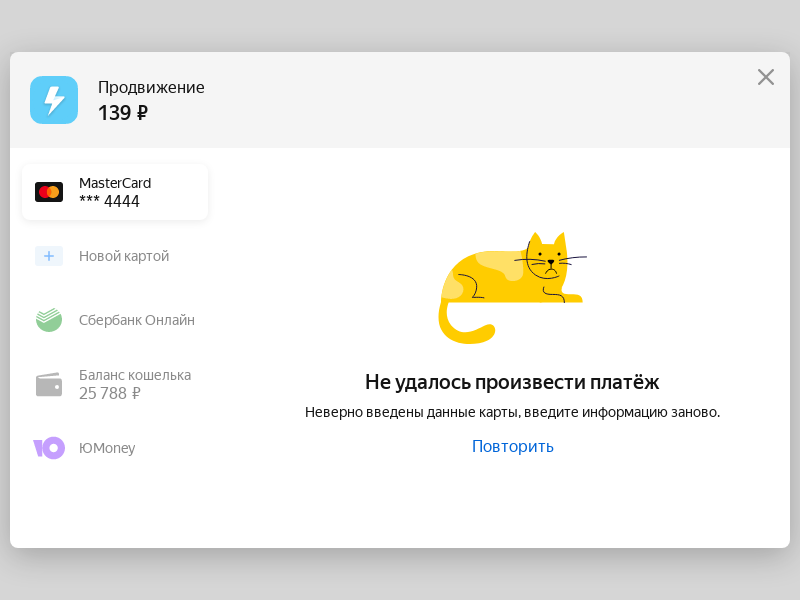 Продвижение
139 ₽
MasterCard
*** 4444
Новой картой
Сбербанк Онлайн
Баланс кошелька
25 788 ₽
ЮMoney
Не удалось произвести платёж
Неверно введены данные карты, введите информацию заново.
Повторить